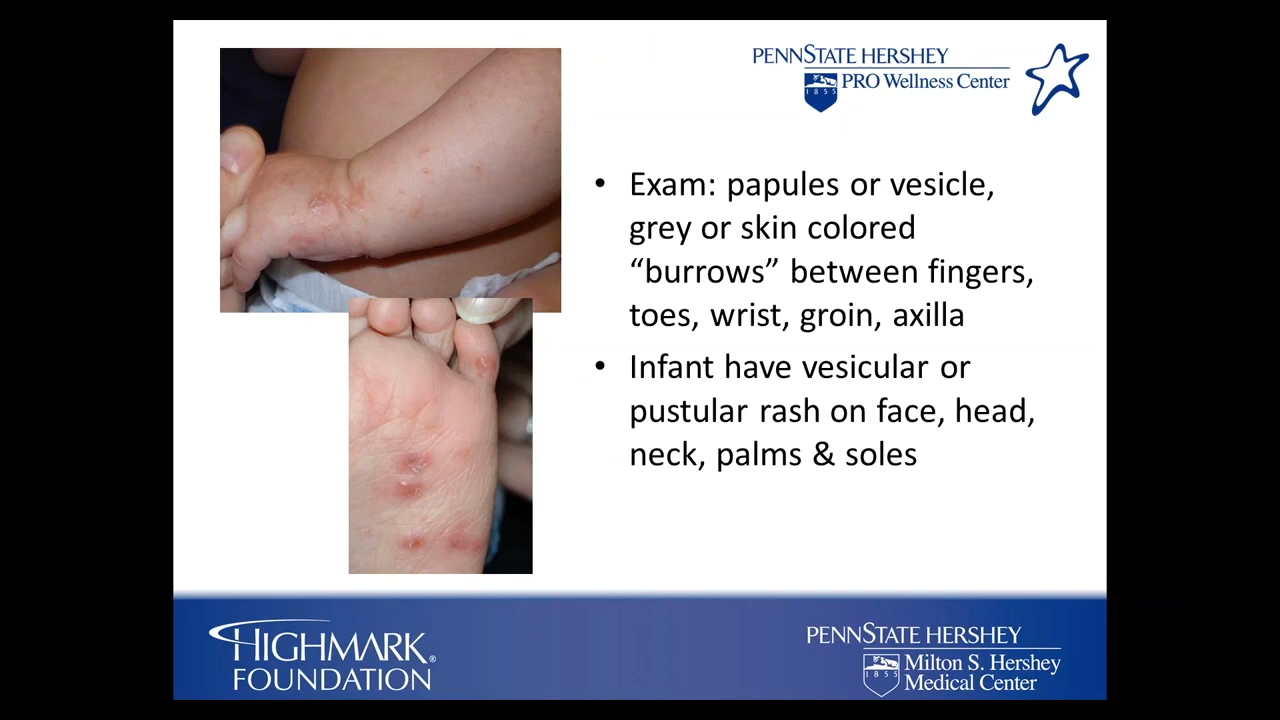 PENNSTATE HERSHEY
PRO Wellness Center
1855
• Exam: papules or vesicle,
grey or skin colored
“burrows” between fingers,
toes, wrist, groin, axilla
• Infant have vesicular or
pustular rash on face, head,
neck, palms & soles
HIGHMARK®
FOUNDATION
PENNSTATE HERSHEY
Milton S. Hershey
1855
Medical Center